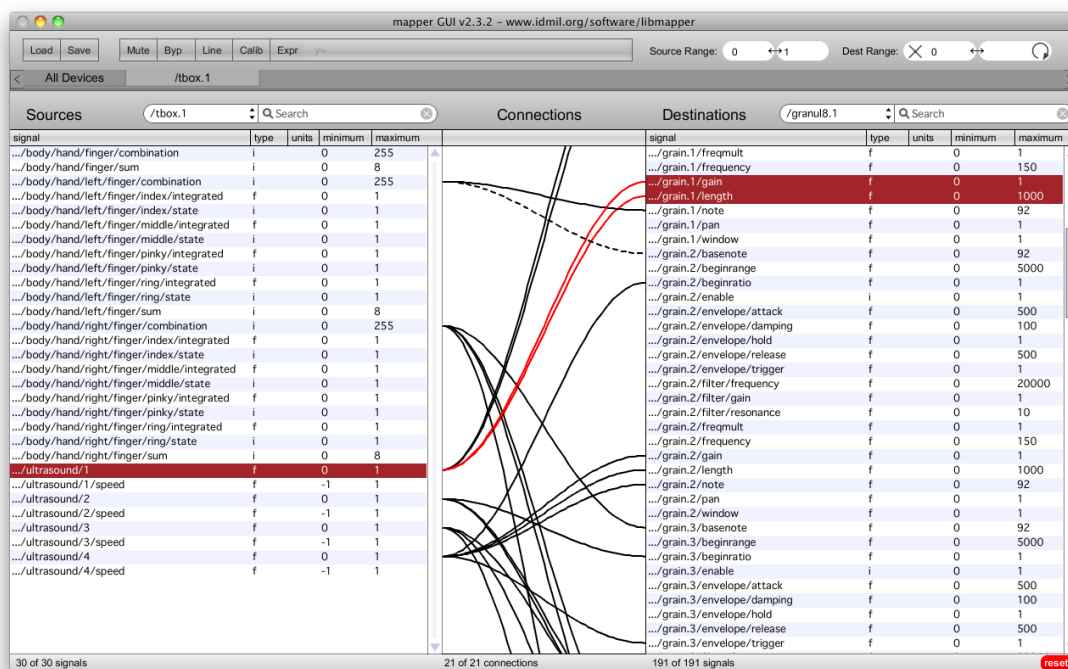 mapper GUI v2.3.2 – www.idmil.org/software/libmapper
Load Save Mute Byp Line Calib Expr y= Source Range: 0 ↔ 1 Dest Range: 0 ↔
< All Devices /tbox.1
Sources /tbox.1 Search Connections Destinations /granul8.1 Search
signal type units minimum maximum signal type units minimum maximum
.../body/hand/finger/combination i 0 255 .../grain.1/freqmult f 0 1
.../body/hand/finger/sum i 0 8 .../grain.1/frequency f 0 150
.../body/hand/left/finger/combination i 0 255 .../grain.1/gain f 0 1
.../body/hand/left/finger/index/integrated f 0 1 .../grain.1/length f 0 1000
.../body/hand/left/finger/index/state i 0 1 .../grain.1/note f 0 92
.../body/hand/left/finger/middle/integrated f 0 1 .../grain.1/pan f 0 1
.../body/hand/left/finger/middle/state i 0 1 .../grain.1/window f 0 1
.../body/hand/left/finger/pinky/integrated f 0 1 .../grain.2/basenote f 0 92
.../body/hand/left/finger/pinky/state i 0 1 .../grain.2/beginrange f 0 5000
.../body/hand/left/finger/ring/integrated f 0 1 .../grain.2/beginratio f 0 1
.../body/hand/left/finger/ring/state i 0 1 .../grain.2/enable i 0 1
.../body/hand/left/finger/sum i 0 8 .../grain.2/envelope/attack f 0 500
.../body/hand/right/finger/combination i 0 255 .../grain.2/envelope/damping f 0 100
.../body/hand/right/finger/index/integrated f 0 1 .../grain.2/envelope/hold f 0 1
.../body/hand/right/finger/index/state i 0 1 .../grain.2/envelope/release f 0 500
.../body/hand/right/finger/middle/integrated f 0 1 .../grain.2/envelope/trigger f 0 1
.../body/hand/right/finger/middle/state i 0 1 .../grain.2/filter/frequency f 0 20000
.../body/hand/right/finger/pinky/integrated f 0 1 .../grain.2/filter/gain f 0 1
.../body/hand/right/finger/pinky/state i 0 1 .../grain.2/filter/resonance f 0 10
.../body/hand/right/finger/ring/integrated f 0 1 .../grain.2/freqmult f 0 1
.../body/hand/right/finger/ring/state i 0 1 .../grain.2/frequency f 0 150
.../body/hand/right/finger/sum i 0 8 .../grain.2/gain f 0 1
.../ultrasound/1 f 0 1 .../grain.2/length f 0 1000
.../ultrasound/1/speed f -1 1 .../grain.2/note f 0 92
.../ultrasound/2 f 0 1 .../grain.2/pan f 0 1
.../ultrasound/2/speed f -1 1 .../grain.2/window f 0 1
.../ultrasound/3 f 0 1 .../grain.3/basenote f 0 92
.../ultrasound/3/speed f -1 1 .../grain.3/beginrange f 0 5000
.../ultrasound/4 f 0 1 .../grain.3/beginratio f 0 1
.../ultrasound/4/speed f -1 1 .../grain.3/enable i 0 1
.../grain.3/envelope/attack f 0 500
.../grain.3/envelope/damping f 0 100
.../grain.3/envelope/hold f 0 1
.../grain.3/envelope/release f 0 500
.../grain.3/envelope/trigger f 0 1
30 of 30 signals 21 of 21 connections 191 of 191 signals reset